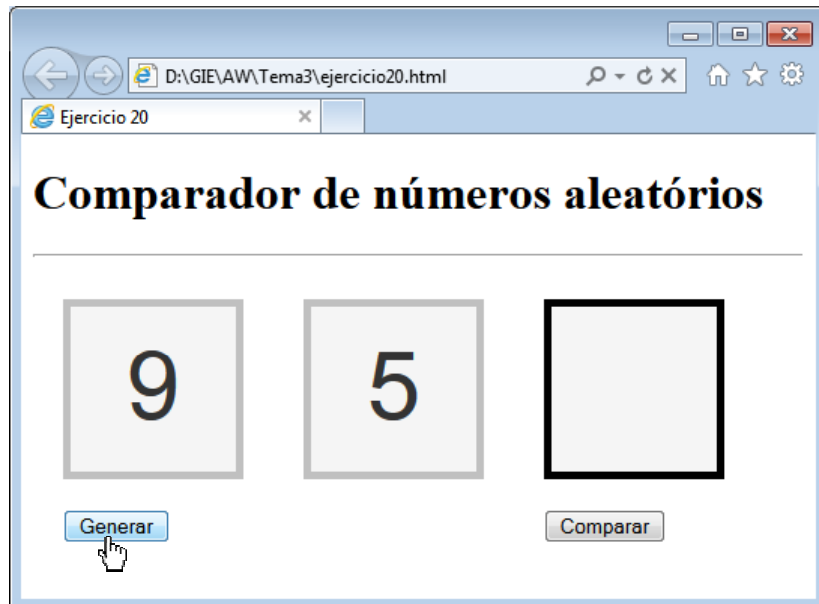 D:\GIE\AW\Tema3\ejercicio20.html
Ejercicio 20
Comparador de números aleatórios
9 5
Generar Comparar